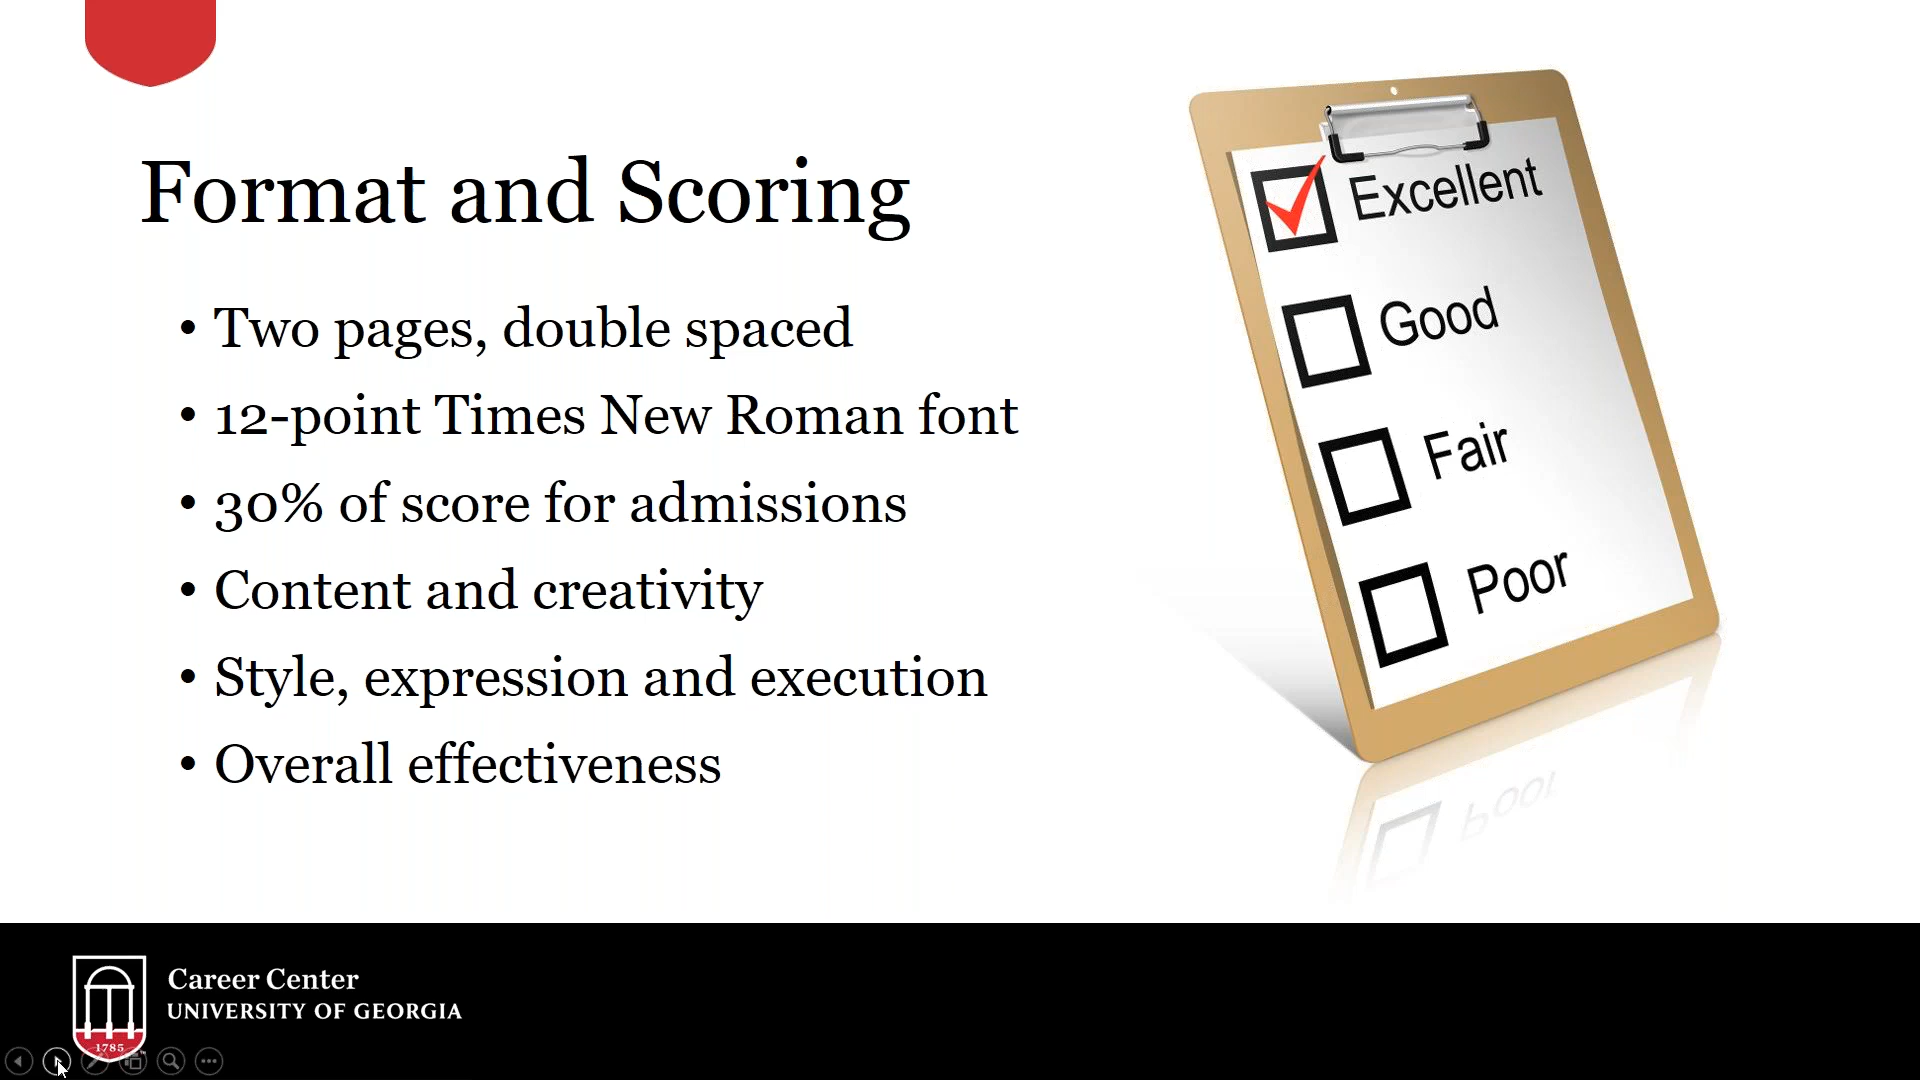 Format and Scoring
• Two pages, double spaced
• 12-point Times New Roman font
• 30% of score for admissions
• Content and creativity
• Style, expression and execution
• Overall effectiveness
Excellent
Good
Fair
Poor
Poor
Career Center
UNIVERSITY OF GEORGIA
1785